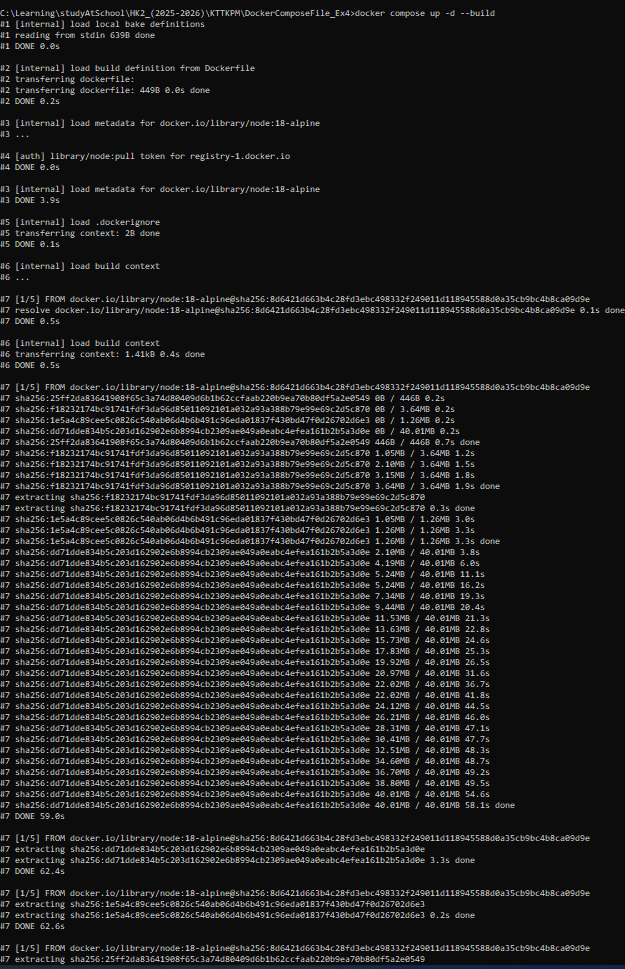 C:\Learning\studyAtSchool\HK2_(2025-2026)\KTTKPM\DockerComposeFile_Ex4>docker compose up -d --build
#1 [internal] load local bake definitions
#1 reading from stdin 639B done
#1 DONE 0.0s
#2 [internal] load build definition from Dockerfile
#2 transferring dockerfile:
#2 transferring dockerfile: 449B 0.0s done
#2 DONE 0.2s
#3 [internal] load metadata for docker.io/library/node:18-alpine
#3 ...
#4 [auth] library/node:pull token for registry-1.docker.io
#4 DONE 0.0s
#3 [internal] load metadata for docker.io/library/node:18-alpine
#3 DONE 3.9s
#5 [internal] load .dockerignore
#5 transferring context: 2B done
#5 DONE 0.1s
#6 [internal] load build context
#6 ...
#7 [1/5] FROM docker.io/library/node:18-alpine@sha256:8d6421d663b4c28fd3ebc498332f249011d118945588d0a35cb9bc4b8ca09d9e
#7 resolve docker.io/library/node:18-alpine@sha256:8d6421d663b4c28fd3ebc498332f249011d118945588d0a35cb9bc4b8ca09d9e 0.1s done
#7 DONE 0.5s
#6 [internal] load build context
#6 transferring context: 1.41kB 0.4s done
#6 DONE 0.5s
#7 [1/5] FROM docker.io/library/node:18-alpine@sha256:8d6421d663b4c28fd3ebc498332f249011d118945588d0a35cb9bc4b8ca09d9e
#7 sha256:25ff2da83641908f65c3a74d80409d6b1b62ccfaab220b9ea70b80df5a2e0549 0B / 446B 0.2s
#7 sha256:f18232174bc91741fdf3da96d85011092101a032a93a388b79e99e69c2d5c870 0B / 3.64MB 0.2s
#7 sha256:1e5a4c89cee5c0826c540ab06d4b6b491c96eda01837f430bd47f0d26702d6e3 0B / 1.26MB 0.2s
#7 sha256:dd71dde834b5c203d162902e6b8994cb2309ae049a0eabc4efea161b2b5a3d0e 0B / 40.01MB 0.2s
#7 sha256:25ff2da83641908f65c3a74d80409d6b1b62ccfaab220b9ea70b80df5a2e0549 446B / 446B 0.7s done
#7 sha256:f18232174bc91741fdf3da96d85011092101a032a93a388b79e99e69c2d5c870 1.05MB / 3.64MB 1.2s
#7 sha256:f18232174bc91741fdf3da96d85011092101a032a93a388b79e99e69c2d5c870 2.10MB / 3.64MB 1.5s
#7 sha256:f18232174bc91741fdf3da96d85011092101a032a93a388b79e99e69c2d5c870 3.15MB / 3.64MB 1.8s
#7 sha256:f18232174bc91741fdf3da96d85011092101a032a93a388b79e99e69c2d5c870 3.64MB / 3.64MB 1.9s done
#7 extracting sha256:f18232174bc91741fdf3da96d85011092101a032a93a388b79e99e69c2d5c870
#7 extracting sha256:f18232174bc91741fdf3da96d85011092101a032a93a388b79e99e69c2d5c870 0.3s done
#7 sha256:1e5a4c89cee5c0826c540ab06d4b6b491c96eda01837f430bd47f0d26702d6e3 1.05MB / 1.26MB 3.0s
#7 sha256:1e5a4c89cee5c0826c540ab06d4b6b491c96eda01837f430bd47f0d26702d6e3 1.26MB / 1.26MB 3.3s
#7 sha256:1e5a4c89cee5c0826c540ab06d4b6b491c96eda01837f430bd47f0d26702d6e3 1.26MB / 1.26MB 3.3s done
#7 sha256:dd71dde834b5c203d162902e6b8994cb2309ae049a0eabc4efea161b2b5a3d0e 2.10MB / 40.01MB 3.8s
#7 sha256:dd71dde834b5c203d162902e6b8994cb2309ae049a0eabc4efea161b2b5a3d0e 4.19MB / 40.01MB 6.0s
#7 sha256:dd71dde834b5c203d162902e6b8994cb2309ae049a0eabc4efea161b2b5a3d0e 5.24MB / 40.01MB 11.1s
#7 sha256:dd71dde834b5c203d162902e6b8994cb2309ae049a0eabc4efea161b2b5a3d0e 5.24MB / 40.01MB 16.2s
#7 sha256:dd71dde834b5c203d162902e6b8994cb2309ae049a0eabc4efea161b2b5a3d0e 7.34MB / 40.01MB 19.3s
#7 sha256:dd71dde834b5c203d162902e6b8994cb2309ae049a0eabc4efea161b2b5a3d0e 9.44MB / 40.01MB 20.4s
#7 sha256:dd71dde834b5c203d162902e6b8994cb2309ae049a0eabc4efea161b2b5a3d0e 11.53MB / 40.01MB 21.3s
#7 sha256:dd71dde834b5c203d162902e6b8994cb2309ae049a0eabc4efea161b2b5a3d0e 13.63MB / 40.01MB 22.8s
#7 sha256:dd71dde834b5c203d162902e6b8994cb2309ae049a0eabc4efea161b2b5a3d0e 15.73MB / 40.01MB 24.6s
#7 sha256:dd71dde834b5c203d162902e6b8994cb2309ae049a0eabc4efea161b2b5a3d0e 17.83MB / 40.01MB 25.3s
#7 sha256:dd71dde834b5c203d162902e6b8994cb2309ae049a0eabc4efea161b2b5a3d0e 19.92MB / 40.01MB 26.5s
#7 sha256:dd71dde834b5c203d162902e6b8994cb2309ae049a0eabc4efea161b2b5a3d0e 20.97MB / 40.01MB 31.6s
#7 sha256:dd71dde834b5c203d162902e6b8994cb2309ae049a0eabc4efea161b2b5a3d0e 22.02MB / 40.01MB 36.7s
#7 sha256:dd71dde834b5c203d162902e6b8994cb2309ae049a0eabc4efea161b2b5a3d0e 22.02MB / 40.01MB 41.8s
#7 sha256:dd71dde834b5c203d162902e6b8994cb2309ae049a0eabc4efea161b2b5a3d0e 24.12MB / 40.01MB 44.5s
#7 sha256:dd71dde834b5c203d162902e6b8994cb2309ae049a0eabc4efea161b2b5a3d0e 26.21MB / 40.01MB 46.0s
#7 sha256:dd71dde834b5c203d162902e6b8994cb2309ae049a0eabc4efea161b2b5a3d0e 28.31MB / 40.01MB 47.1s
#7 sha256:dd71dde834b5c203d162902e6b8994cb2309ae049a0eabc4efea161b2b5a3d0e 30.41MB / 40.01MB 47.7s
#7 sha256:dd71dde834b5c203d162902e6b8994cb2309ae049a0eabc4efea161b2b5a3d0e 32.51MB / 40.01MB 48.3s
#7 sha256:dd71dde834b5c203d162902e6b8994cb2309ae049a0eabc4efea161b2b5a3d0e 34.60MB / 40.01MB 48.7s
#7 sha256:dd71dde834b5c203d162902e6b8994cb2309ae049a0eabc4efea161b2b5a3d0e 36.70MB / 40.01MB 49.2s
#7 sha256:dd71dde834b5c203d162902e6b8994cb2309ae049a0eabc4efea161b2b5a3d0e 38.80MB / 40.01MB 49.5s
#7 sha256:dd71dde834b5c203d162902e6b8994cb2309ae049a0eabc4efea161b2b5a3d0e 40.01MB / 40.01MB 54.6s
#7 sha256:dd71dde834b5c203d162902e6b8994cb2309ae049a0eabc4efea161b2b5a3d0e 40.01MB / 40.01MB 58.1s done
#7 DONE 59.0s
#7 [1/5] FROM docker.io/library/node:18-alpine@sha256:8d6421d663b4c28fd3ebc498332f249011d118945588d0a35cb9bc4b8ca09d9e
#7 extracting sha256:dd71dde834b5c203d162902e6b8994cb2309ae049a0eabc4efea161b2b5a3d0e
#7 extracting sha256:dd71dde834b5c203d162902e6b8994cb2309ae049a0eabc4efea161b2b5a3d0e 3.3s done
#7 DONE 62.4s
#7 [1/5] FROM docker.io/library/node:18-alpine@sha256:8d6421d663b4c28fd3ebc498332f249011d118945588d0a35cb9bc4b8ca09d9e
#7 extracting sha256:1e5a4c89cee5c0826c540ab06d4b6b491c96eda01837f430bd47f0d26702d6e3
#7 extracting sha256:1e5a4c89cee5c0826c540ab06d4b6b491c96eda01837f430bd47f0d26702d6e3 0.2s done
#7 DONE 62.6s
#7 [1/5] FROM docker.io/library/node:18-alpine@sha256:8d6421d663b4c28fd3ebc498332f249011d118945588d0a35cb9bc4b8ca09d9e
#7 extracting sha256:25ff2da83641908f65c3a74d80409d6b1b62ccfaab220b9ea70b80df5a2e0549